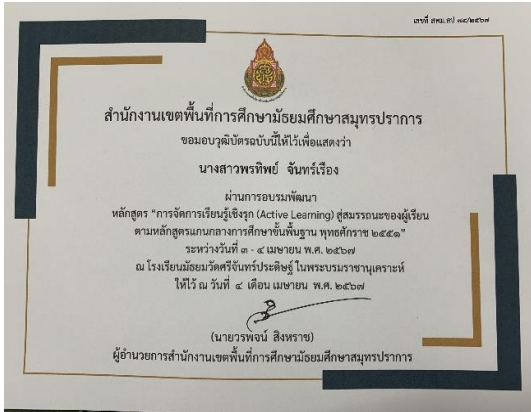 เลขที่ สพม.สป ๗๔/๒๕๖๗
สำนักงานเขตพื้นที่การศึกษามัธยมศึกษาสมุทรปราการ
ขอมอบวุฒิบัตรฉบับนี้ให้ไว้เพื่อแสดงว่า
นางสาวพรทิพย์ จันทร์เรือง
ผ่านการอบรมพัฒนา
หลักสูตร "การจัดการเรียนรู้เชิงรุก (Active Learning) สู่สมรรถนะของผู้เรียน
ตามหลักสูตรแกนกลางการศึกษาขั้นพื้นฐาน พุทธศักราช ๒๕๕๑"
ระหว่างวันที่ ๓ - ๔ เมษายน พ.ศ. ๒๕๖๗
ณ โรงเรียนมัธยมวัดศรีจันทร์ประดิษฐ์ ในพระบรมราชานุเคราะห์
ให้ไว้ ณ วันที่ ๔ เดือน เมษายน พ.ศ. ๒๕๖๗
(นายวรพจน์ สิงหราช)
ผู้อำนวยการสำนักงานเขตพื้นที่การศึกษามัธยมศึกษาสมุทรปราการ